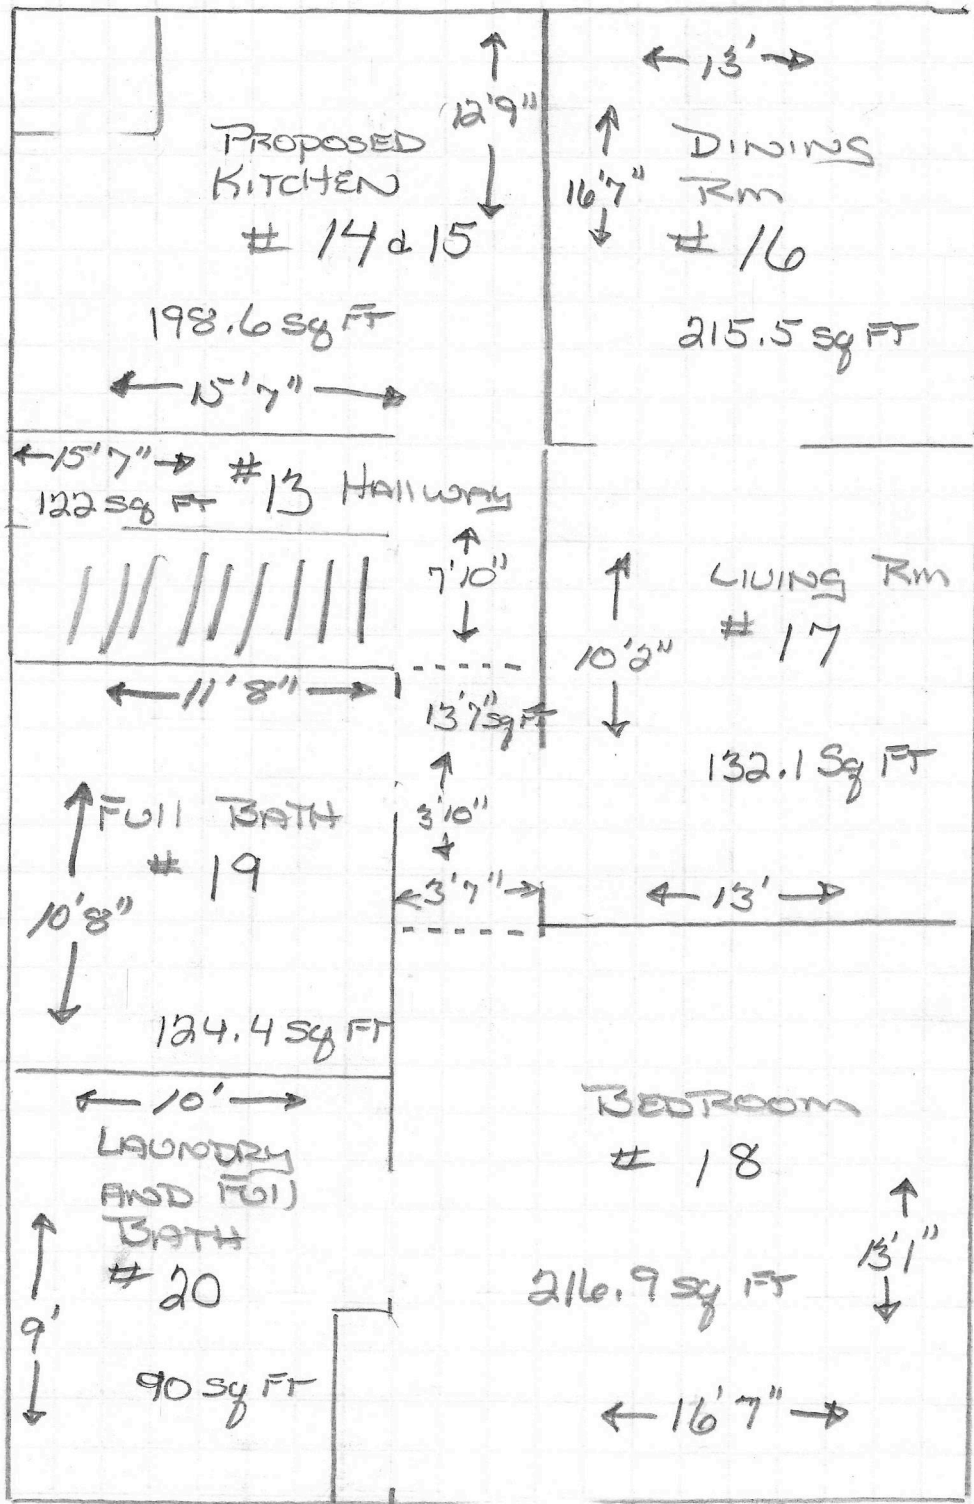 12'9"
PROPOSED
KITCHEN
# 14 & 15
198.6 Sq FT
15'7"
13'
16'7"
DINING
Rm
# 16
215.5 Sq FT
15'7" # 13 HAllWAY
122 Sq FT
7'10"
11'8"
13'7" Sq FT
3'10"
3'7"
LIVING Rm
# 17
10'2"
132.1 Sq FT
13'
FUll BATH
# 19
10'8"
124.4 Sq FT
10'
LAUNDRY
AND FUll
BATH
# 20
9'
90 Sq FT
BEDROOM
# 18
13'1"
216.9 Sq FT
16'7"